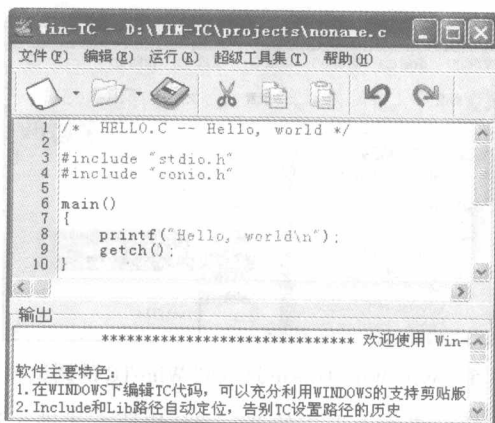 Win-TC - D:\WIN-TC\projects\noname.c
文件(F) 编辑(E) 运行(R) 超级工具集(T) 帮助(H)
1 /* HELLO.C -- Hello, world */
2
3 #include "stdio.h"
4 #include "conio.h"
5
6 main()
7 {
8 printf("Hello, world\n");
9 getch();
10 }
输出
****************************** 欢迎使用 Win-
软件主要特色:
1.在WINDOWS下编辑TC代码，可以充分利用WINDOWS的支持剪贴版
2.Include和Lib路径自动定位，告别TC设置路径的历史